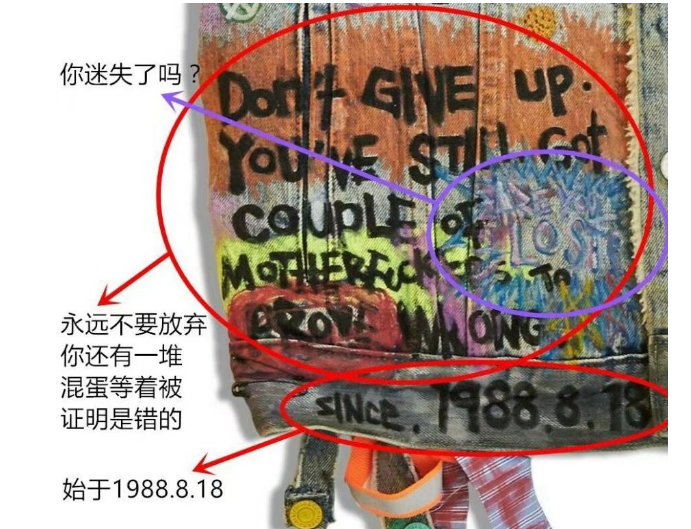 你迷失了吗？
Don't GIVE UP.
YOU'VE STILL GOt
COUPLE OF
ARE YOU
LOST
MOTHERFUCKERS TO
PROVE WRONG
永远不要放弃
你还有一堆
混蛋等着被
证明是错的
SINCE. 1988.8.18
始于1988.8.18